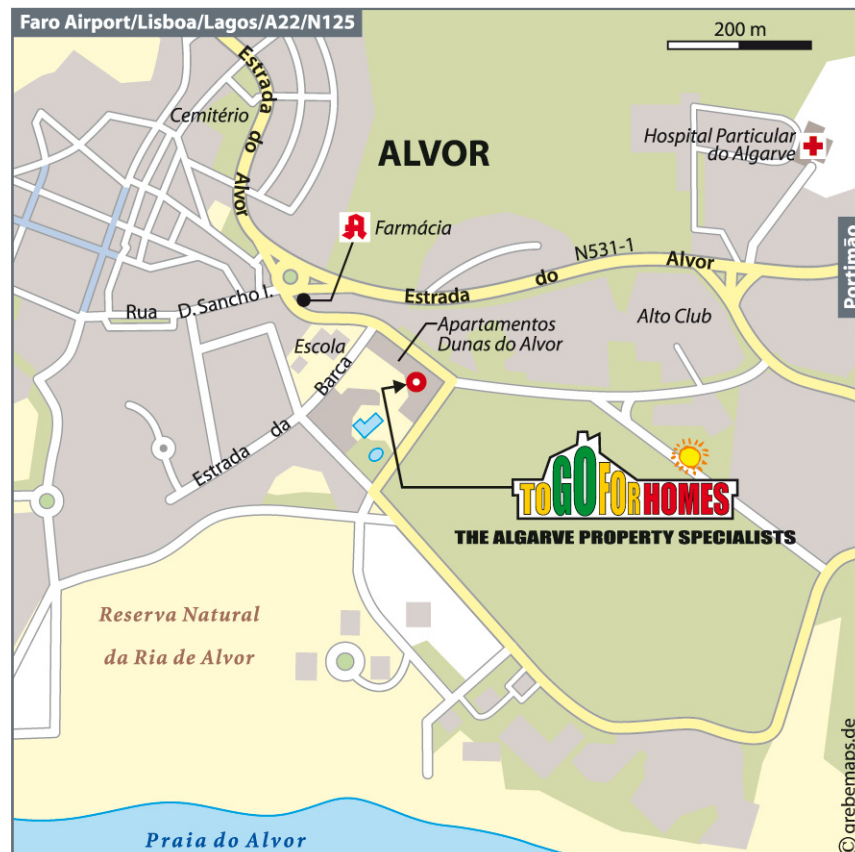 Faro Airport/Lisboa/Lagos/A22/N125
200 m
Estrada do Alvor
Cemitério
ALVOR
Hospital Particular
do Algarve
Farmácia
N531-1
Estrada do Alvor
Portimão
Rua D. Sancho I.
Escola
Apartamentos
Dunas do Alvor
Alto Club
Estrada da Barca
TOGOFORHOMES
THE ALGARVE PROPERTY SPECIALISTS
Reserva Natural
da Ria de Alvor
Praia do Alvor
© grebemaps.de